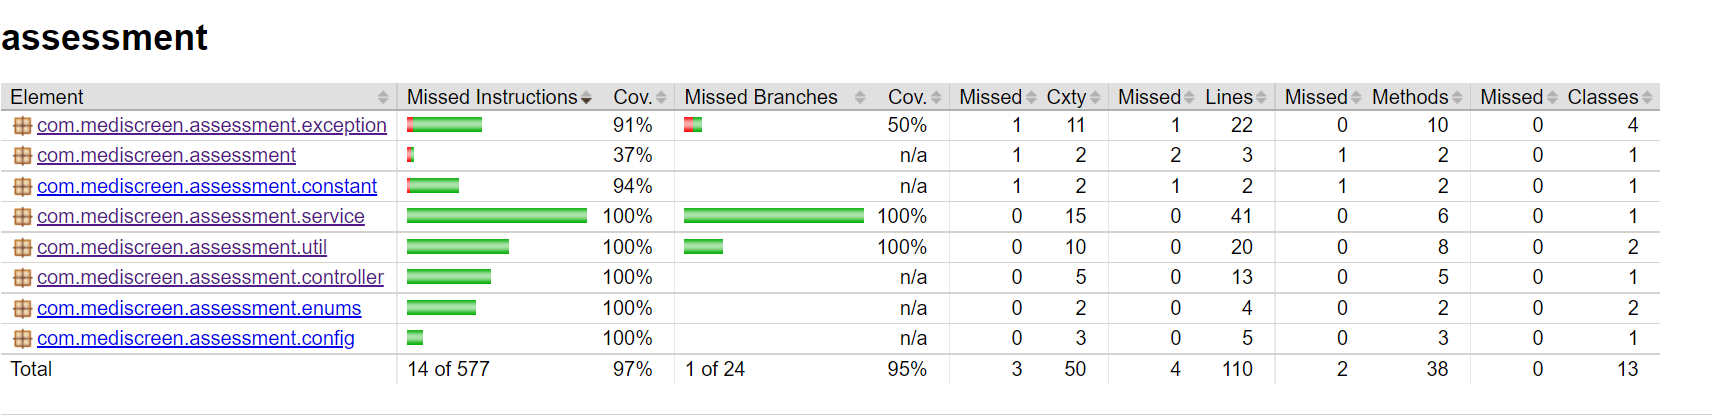 assessment
Element Missed Instructions Cov. Missed Branches Cov. Missed Cxty Missed Lines Missed Methods Missed Classes
com.mediscreen.assessment.exception 91% 50% 1 11 1 22 0 10 0 4
com.mediscreen.assessment 37% n/a 1 2 2 3 1 2 0 1
com.mediscreen.assessment.constant 94% n/a 1 2 1 2 1 2 0 1
com.mediscreen.assessment.service 100% 100% 0 15 0 41 0 6 0 1
com.mediscreen.assessment.util 100% 100% 0 10 0 20 0 8 0 2
com.mediscreen.assessment.controller 100% n/a 0 5 0 13 0 5 0 1
com.mediscreen.assessment.enums 100% n/a 0 2 0 4 0 2 0 2
com.mediscreen.assessment.config 100% n/a 0 3 0 5 0 3 0 1
Total 14 of 577 97% 1 of 24 95% 3 50 4 110 2 38 0 13